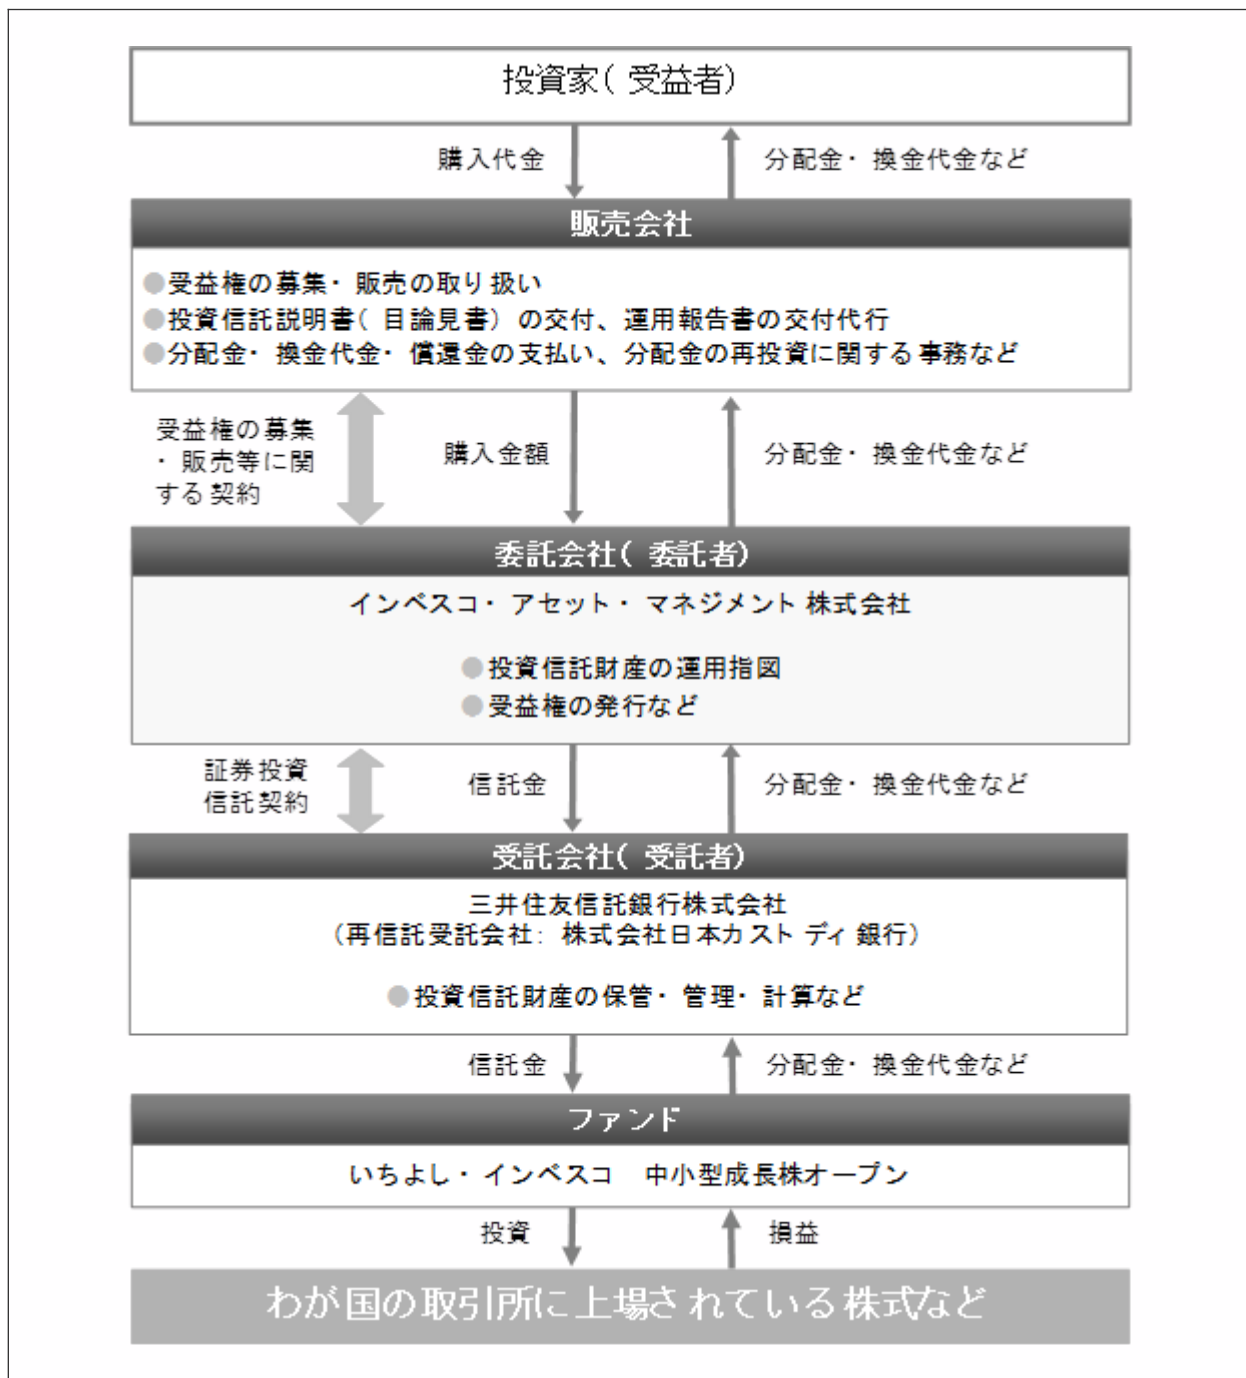 投資家(受益者)
購入代金
分配金・換金代金など
販売会社
●受益権の募集・販売の取り扱い
●投資信託説明書(目論見書)の交付、運用報告書の交付代行
●分配金・換金代金・償還金の支払い、分配金の再投資に関する事務など
受益権の募集
・販売等に関
する契約
購入金額
分配金・換金代金など
委託会社(委託者)
インベスコ・アセット・マネジメント株式会社
●投資信託財産の運用指図
●受益権の発行など
証券投資
信託契約
信託金
分配金・換金代金など
受託会社(受託者)
三井住友信託銀行株式会社
(再信託受託会社:株式会社日本カストディ銀行)
●投資信託財産の保管・管理・計算など
信託金
分配金・換金代金など
ファンド
いちよし・インベスコ 中小型成長株オープン
投資
損益
わが国の取引所に上場されている株式など